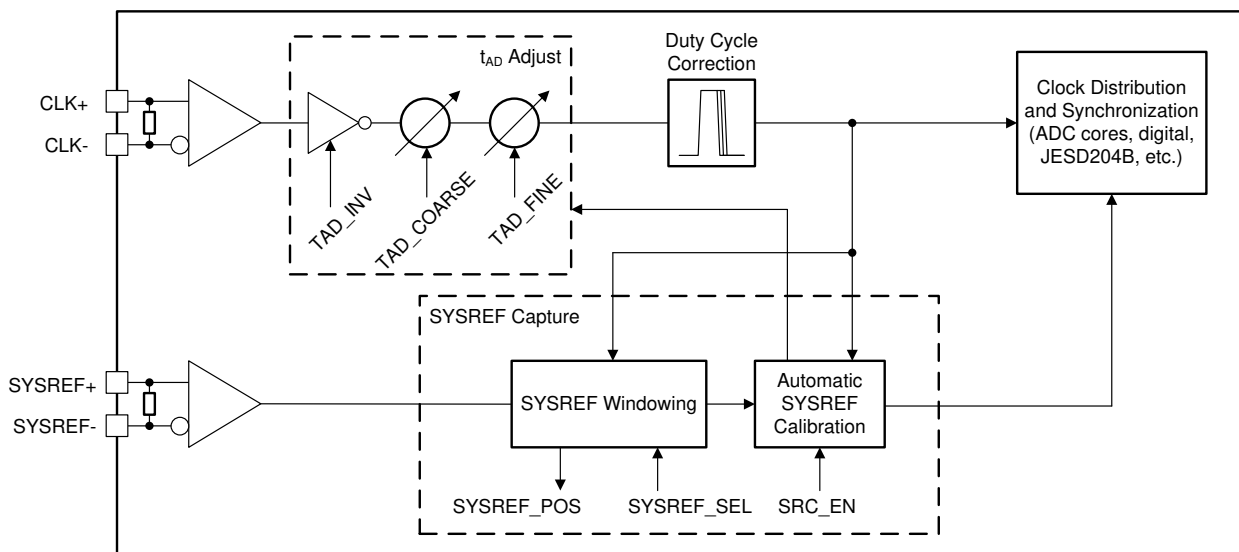 t_AD Adjust
Duty Cycle
Correction
CLK+
CLK-
TAD_INV
TAD_COARSE
TAD_FINE
Clock Distribution
and Synchronization
(ADC cores, digital,
JESD204B, etc.)
SYSREF Capture
SYSREF+
SYSREF-
SYSREF Windowing
Automatic
SYSREF
Calibration
SYSREF_POS
SYSREF_SEL
SRC_EN